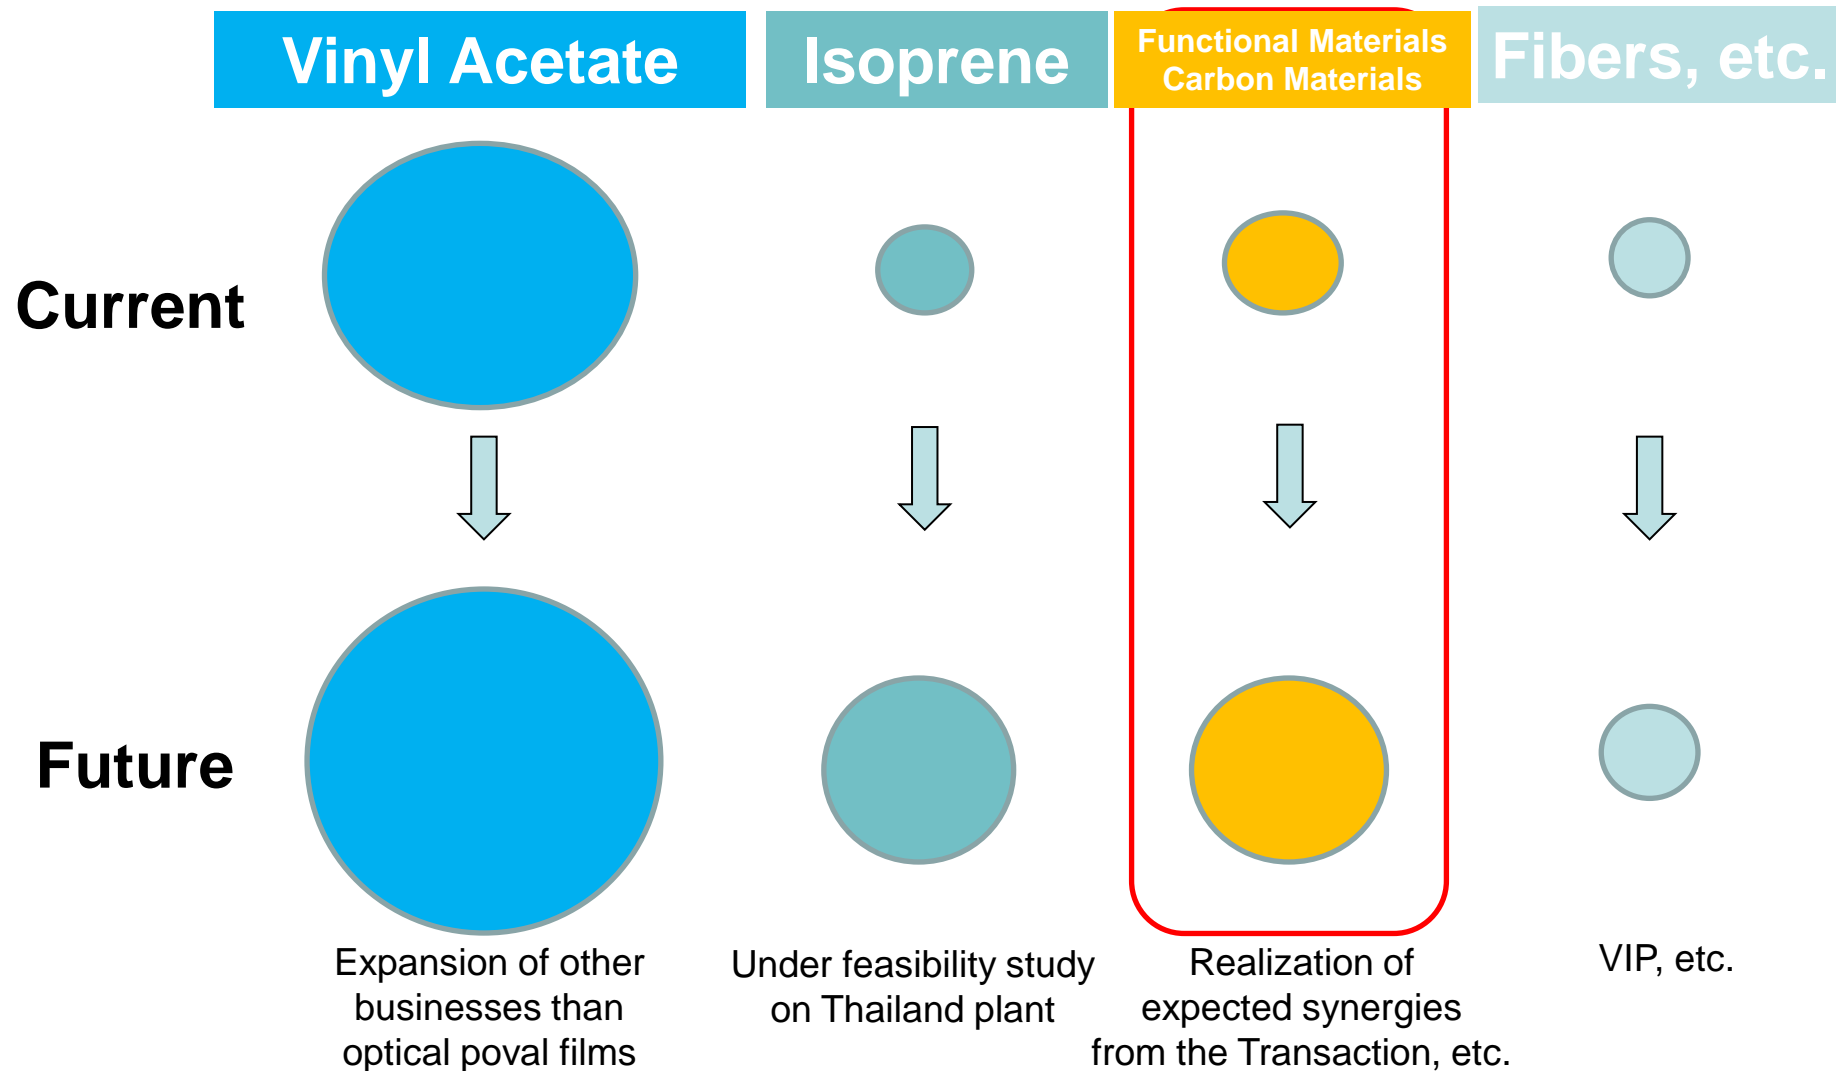 Vinyl Acetate
Isoprene
Functional Materials
Carbon Materials
Fibers, etc.
Current
Future
Expansion of other
businesses than
optical poval films
Under feasibility study
on Thailand plant
Realization of
expected synergies
from the Transaction, etc.
VIP, etc.